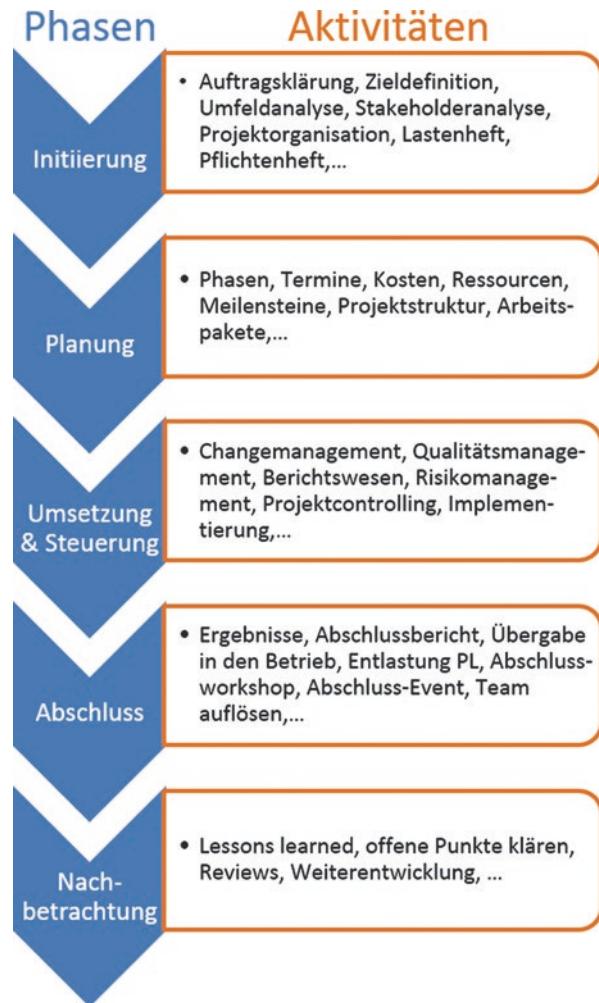 Phasen Aktivitäten
Initiierung
• Auftragsklärung, Zieldefinition,
Umfeldanalyse, Stakeholderanalyse,
Projektorganisation, Lastenheft,
Pflichtenheft,...
Planung
• Phasen, Termine, Kosten, Ressourcen,
Meilensteine, Projektstruktur, Arbeits-
pakete,...
Umsetzung
& Steuerung
• Changemanagement, Qualitätsmanage-
ment, Berichtswesen, Risikomanage-
ment, Projektcontrolling, Implemen-
tierung,...
Abschluss
• Ergebnisse, Abschlussbericht, Übergabe
in den Betrieb, Entlastung PL, Abschluss-
workshop, Abschluss-Event, Team
auflösen,...
Nach-
betrachtung
• Lessons learned, offene Punkte klären,
Reviews, Weiterentwicklung, ...